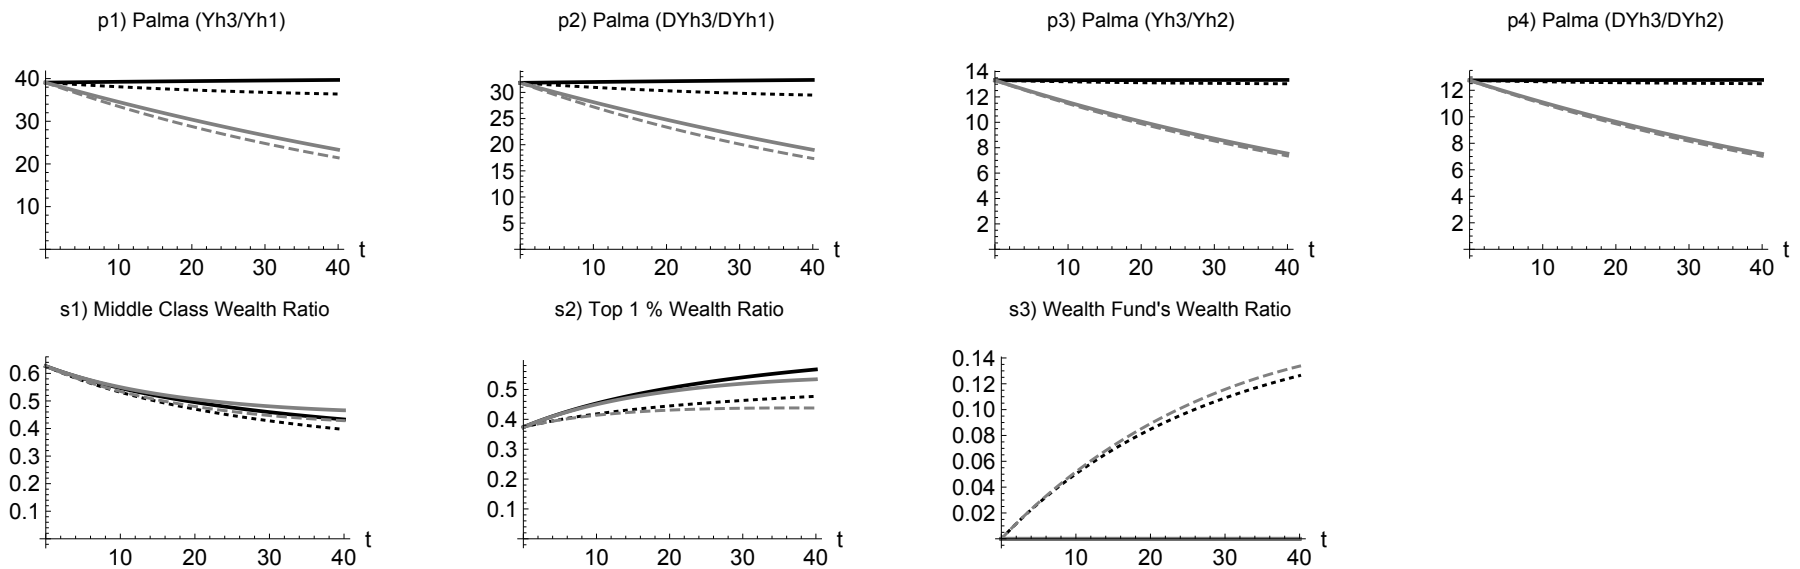 p1) Palma (Yh3/Yh1)
p2) Palma (DYh3/DYh1)
p3) Palma (Yh3/Yh2)
p4) Palma (DYh3/DYh2)
40
30
20
10
10 20 30 40 t
30
25
20
15
10
5
10 20 30 40 t
14
12
10
8
6
4
2
10 20 30 40 t
12
10
8
6
4
2
10 20 30 40 t
s1) Middle Class Wealth Ratio
s2) Top 1 % Wealth Ratio
s3) Wealth Fund's Wealth Ratio
0.6
0.5
0.4
0.3
0.2
0.1
10 20 30 40 t
0.5
0.4
0.3
0.2
0.1
10 20 30 40 t
0.14
0.12
0.10
0.08
0.06
0.04
0.02
10 20 30 40 t